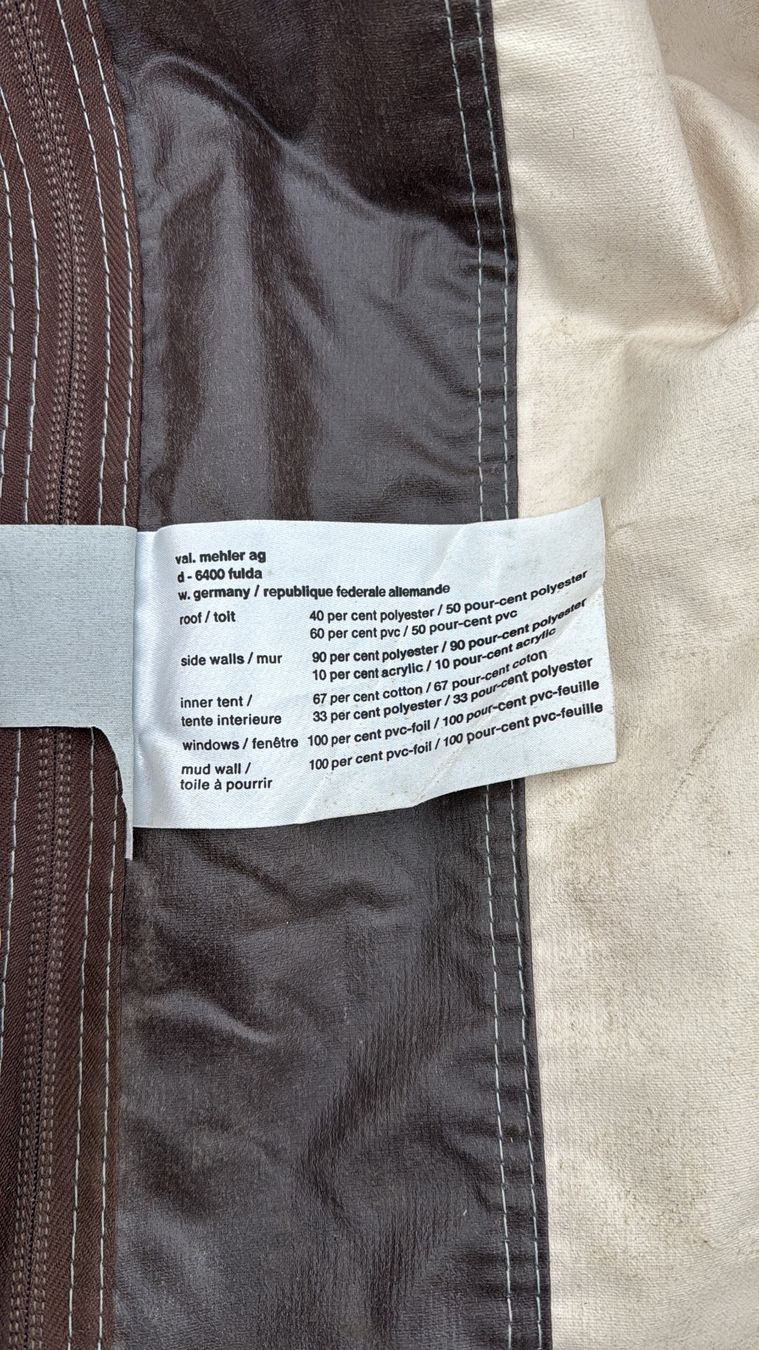 val. mehler ag
d - 6400 fulda
w. germany / republique federale allemande
roof / toit 40 per cent polyester / 50 pour-cent polyester
60 per cent pvc / 50 pour-cent pvc
side walls / mur 90 per cent polyester / 90 pour-cent polyester
10 per cent acrylic / 10 pour-cent acrylic
inner tent / 67 per cent cotton / 67 pour-cent coton
tente interieure 33 per cent polyester / 33 pour-cent polyester
windows / fenêtre 100 per cent pvc-foil / 100 pour-cent pvc-feuille
mud wall / 100 per cent pvc-foil / 100 pour-cent pvc-feuille
toile à pourrir